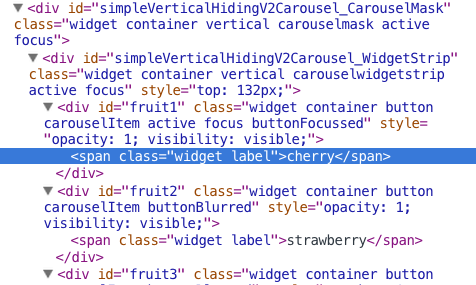 ▼<div id="simpleVerticalHidingV2Carousel_CarouselMask"
class="widget container vertical carouselmask active
focus">
▼<div id="simpleVerticalHidingV2Carousel_WidgetStrip"
class="widget container vertical carouselwidgetstrip
active focus" style="top: 132px;">
▼<div id="fruit1" class="widget container button
carouselItem active focus buttonFocussed" style=
"opacity: 1; visibility: visible;">
<span class="widget label">cherry</span>
</div>
▼<div id="fruit2" class="widget container button
carouselItem buttonBlurred" style="opacity: 1;
visibility: visible;">
<span class="widget label">strawberry</span>
</div>
▼<div id="fruit3" class="widget container button